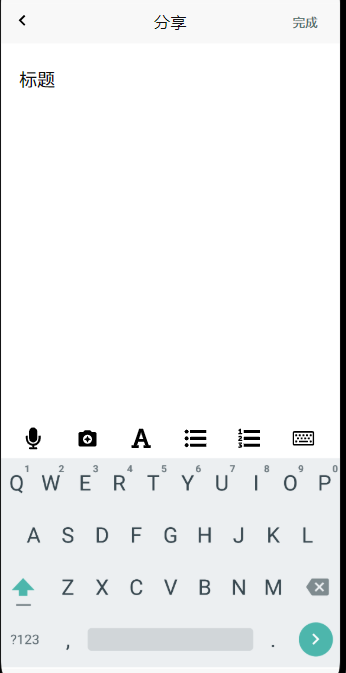 分享 完成
标题
1 2 3 4 5 6 7 8 9 0
Q W E R T Y U I O P
A S D F G H J K L
Z X C V B N M
?123 , .